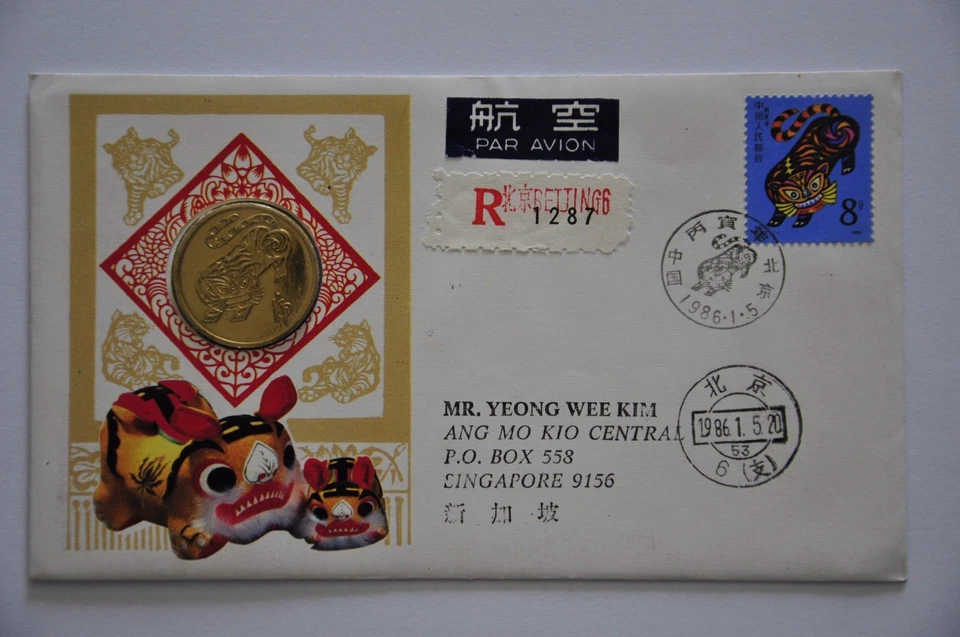 航空
PAR AVION
R 北京BEIJING6
1287
中国人民邮政
8分
中国 丙寅年 北京
1986.1.5
北京
1986.1.5.20
53
6(支)
MR. YEONG WEE KIM
ANG MO KIO CENTRAL
P.O. BOX 558
SINGAPORE 9156
新加坡